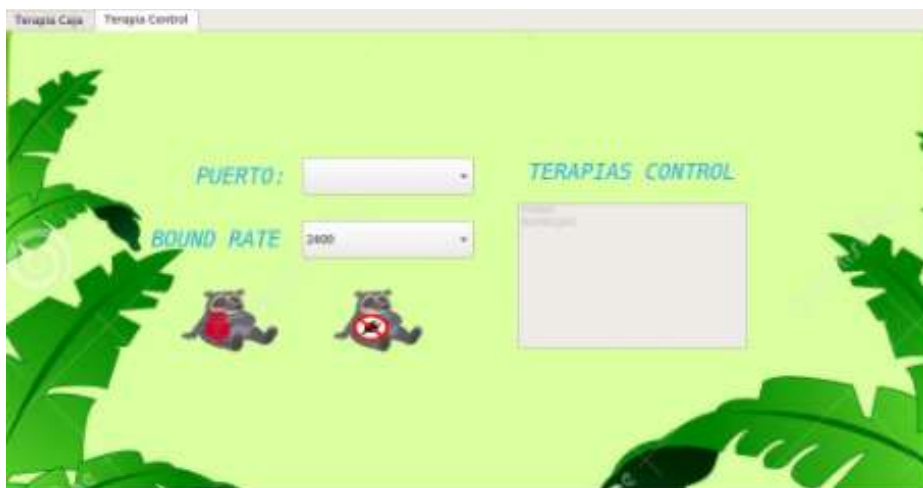 Terapia Caja
Terapia Control
PUERTO:
BOUND RATE
2400
TERAPIAS CONTROL